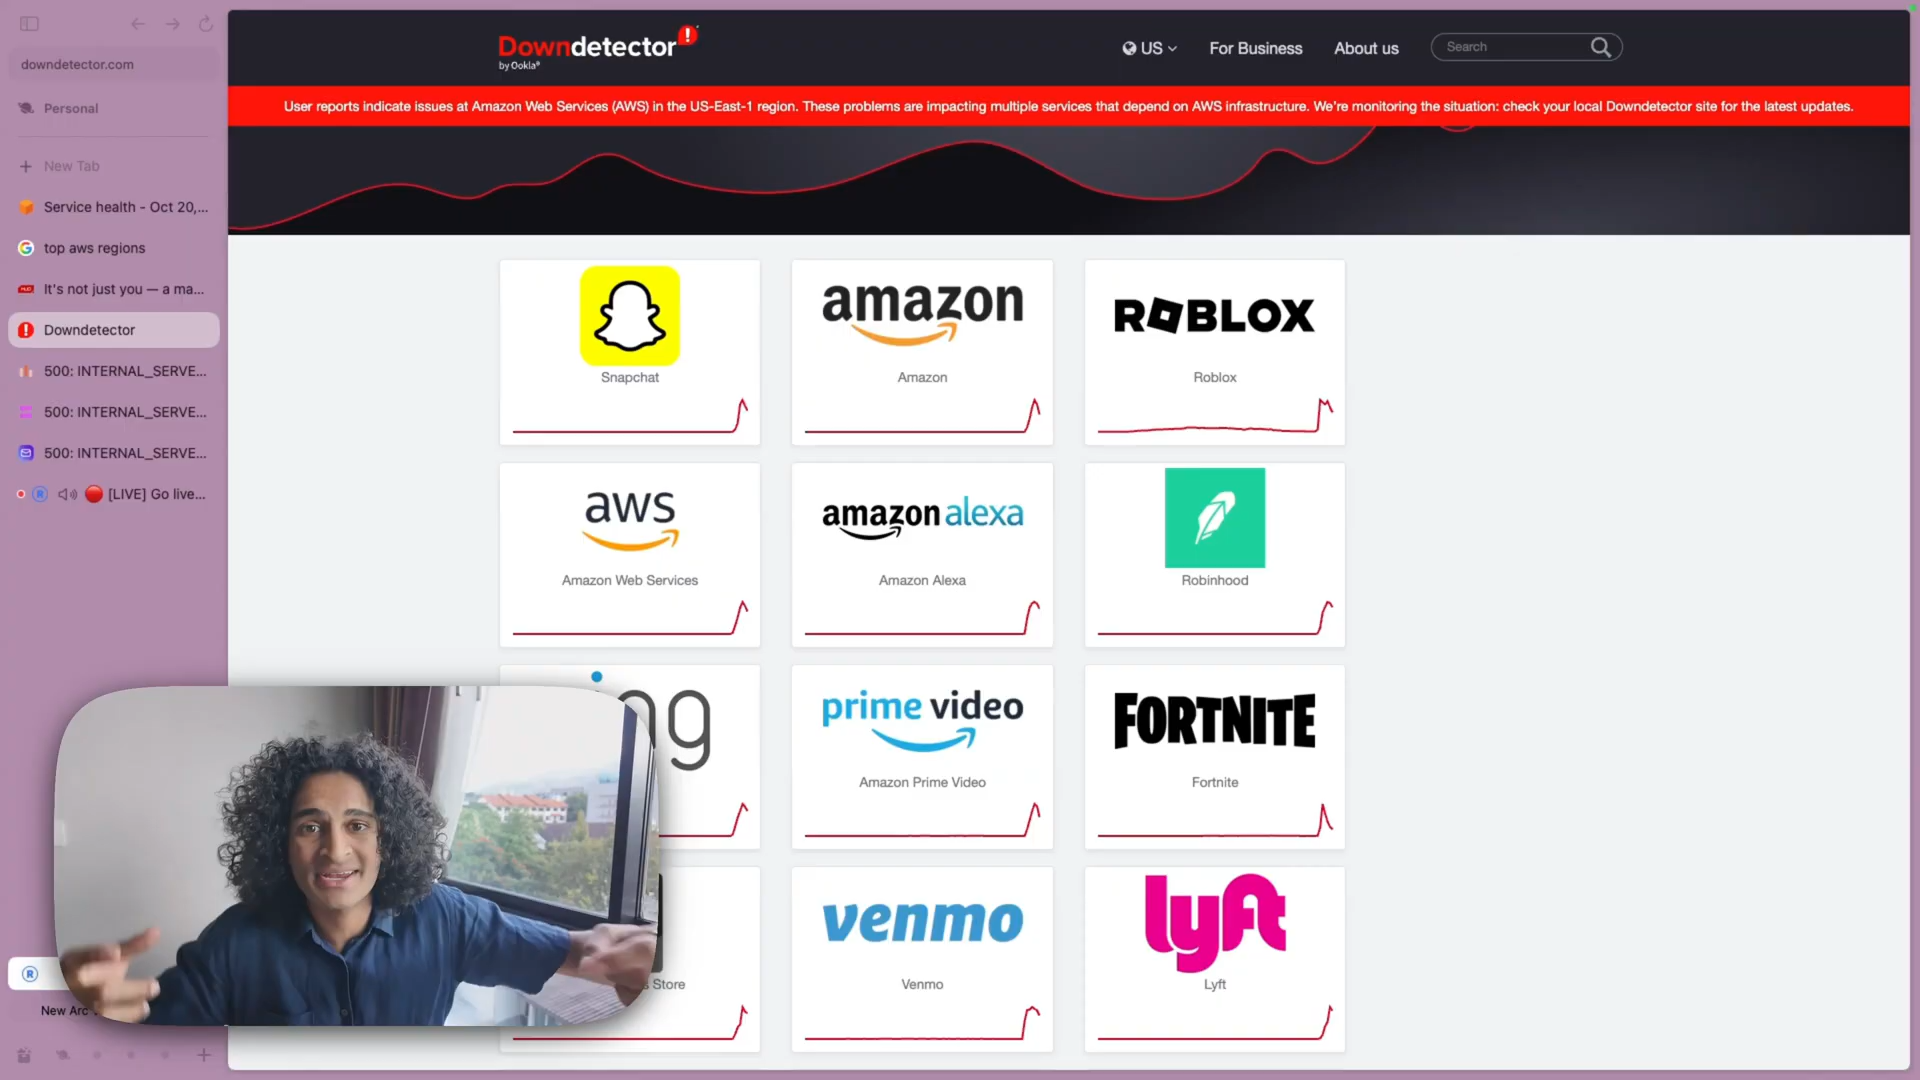 downdetector.com
Personal
New Tab
Service health - Oct 20,...
top aws regions
It's not just you — a ma...
Downdetector
500: INTERNAL_SERVE...
500: INTERNAL_SERVE...
500: INTERNAL_SERVE...
[LIVE] Go live...
New Arc
Downdetector
by Ookla®
US
For Business
About us
Search
User reports indicate issues at Amazon Web Services (AWS) in the US-East-1 region. These problems are impacting multiple services that depend on AWS infrastructure. We're monitoring the situation: check your local Downdetector site for the latest updates.
Snapchat
amazon
Amazon
ROBLOX
Roblox
aws
Amazon Web Services
amazon alexa
Amazon Alexa
Robinhood
prime video
Amazon Prime Video
FORTNITE
Fortnite
Store
venmo
Venmo
lyft
Lyft